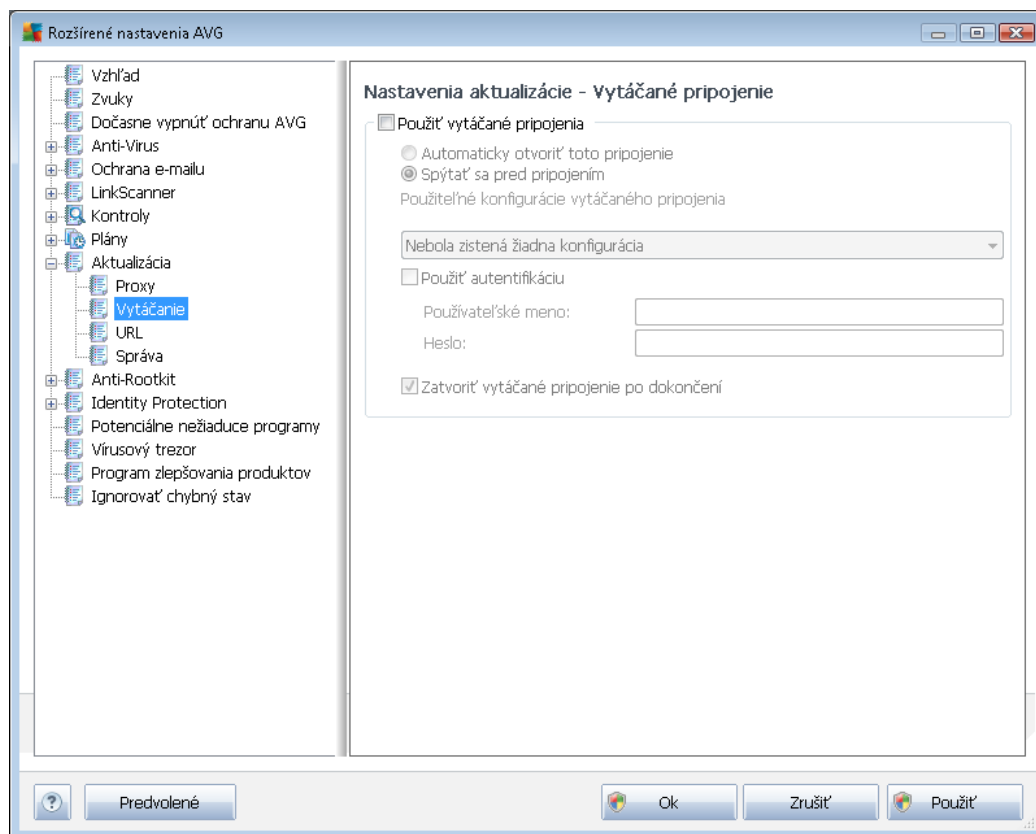 Rozšírené nastavenia AVG
Vzhľad
Zvuky
Dočasne vypnúť ochranu AVG
Anti-Virus
Ochrana e-mailu
LinkScanner
Kontroly
Plány
Aktualizácia
Proxy
Vytáčanie
URL
Správa
Anti-Rootkit
Identity Protection
Potenciálne nežiaduce programy
Vírusový trezor
Program zlepšovania produktov
Ignorovať chybný stav
Nastavenia aktualizácie - Vytáčané pripojenie
Použiť vytáčané pripojenia
Automaticky otvoriť toto pripojenie
Spýtať sa pred pripojením
Použiteľné konfigurácie vytáčaného pripojenia
Nebola zistená žiadna konfigurácia
Použiť autentifikáciu
Používateľské meno:
Heslo:
Zatvoriť vytáčané pripojenie po dokončení
? Predvolené Ok Zrušiť Použiť